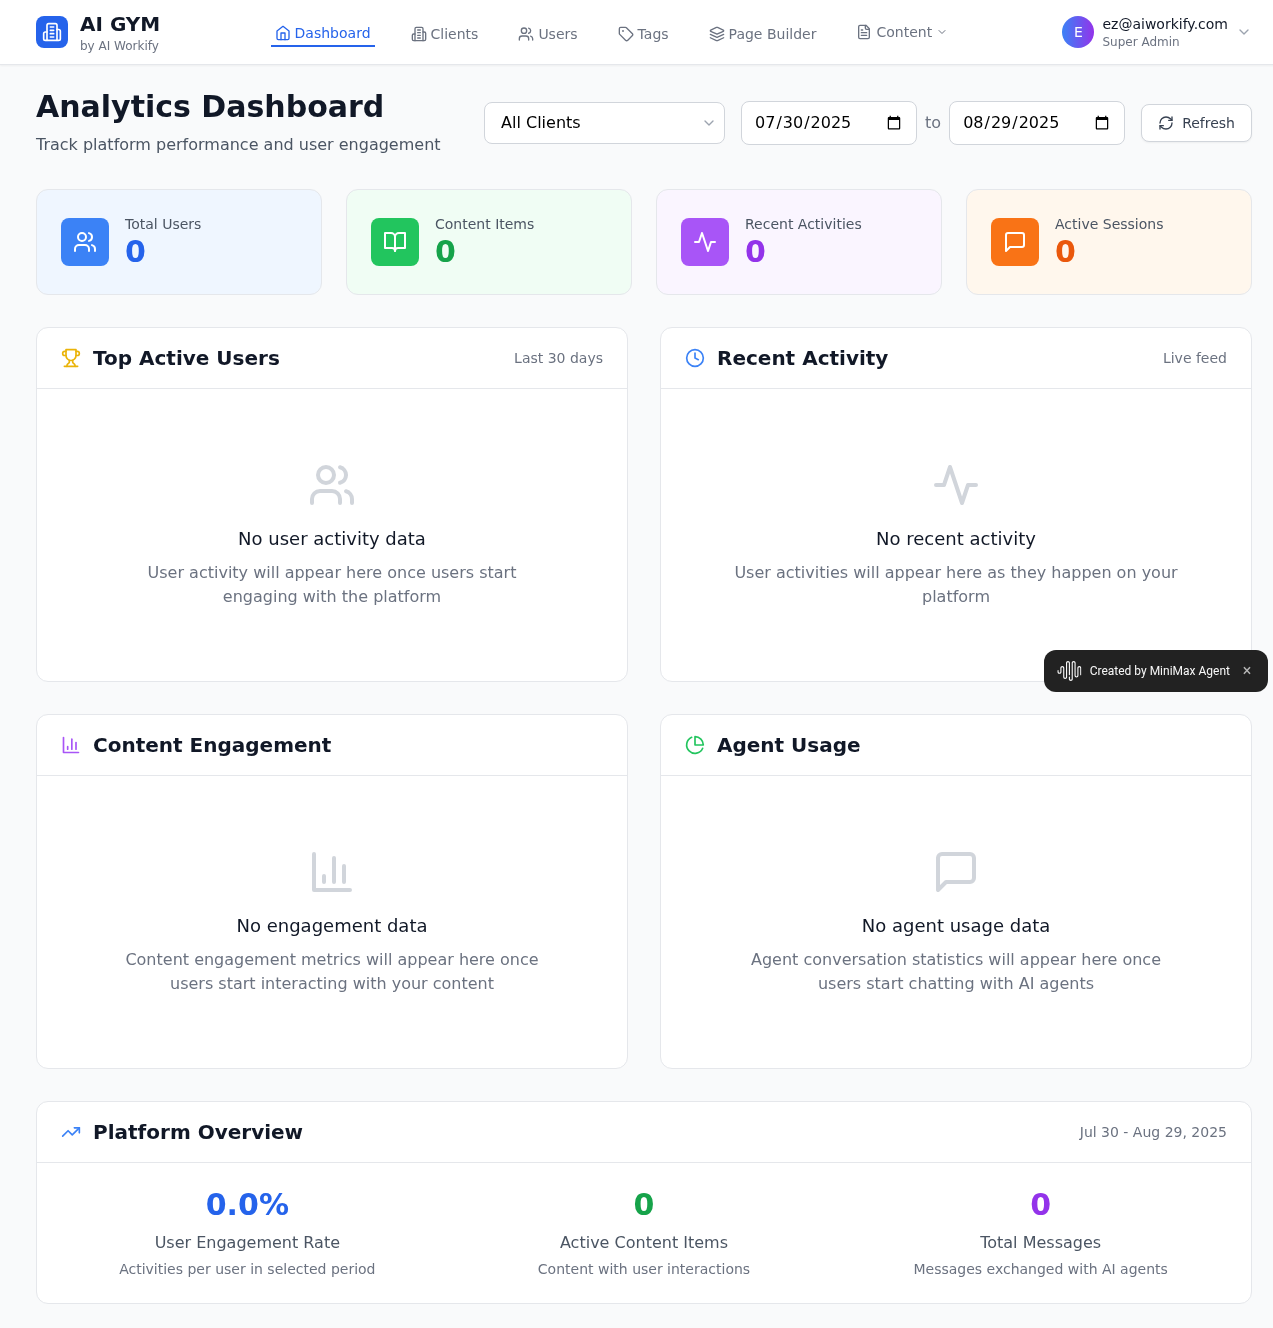 AI GYM
by AI Workify
Dashboard
Clients
Users
Tags
Page Builder
Content
E
ez@aiworkify.com
Super Admin
Analytics Dashboard
Track platform performance and user engagement
All Clients
07/30/2025
to
08/29/2025
Refresh
Total Users
0
Content Items
0
Recent Activities
0
Active Sessions
0
Top Active Users
Last 30 days
No user activity data
User activity will appear here once users start
engaging with the platform
Recent Activity
Live feed
No recent activity
User activities will appear here as they happen on your
platform
Created by MiniMax Agent ×
Content Engagement
No engagement data
Content engagement metrics will appear here once
users start interacting with your content
Agent Usage
No agent usage data
Agent conversation statistics will appear here once
users start chatting with AI agents
Platform Overview
Jul 30 - Aug 29, 2025
0.0%
User Engagement Rate
Activities per user in selected period
0
Active Content Items
Content with user interactions
0
Total Messages
Messages exchanged with AI agents